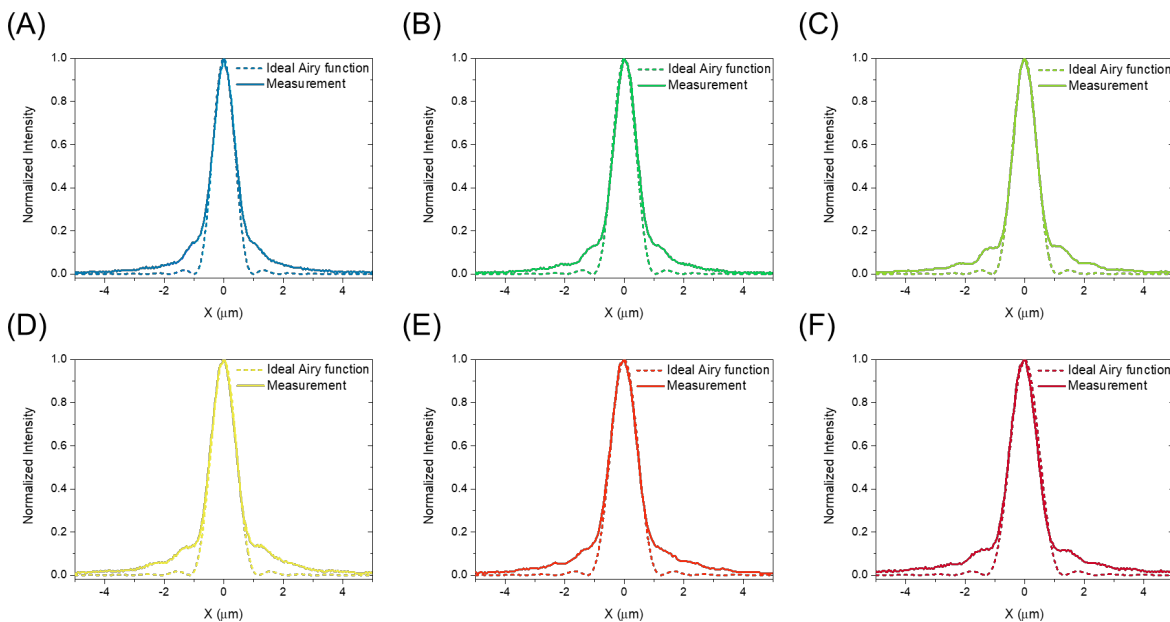 (A)
1.0
0.8
0.6
0.4
0.2
0.0
Normalized Intensity
Ideal Airy function
Measurement
-4
-2
0
2
4
X (μm)
(B)
1.0
0.8
0.6
0.4
0.2
0.0
Normalized Intensity
Ideal Airy function
Measurement
-4
-2
0
2
4
X (μm)
(C)
1.0
0.8
0.6
0.4
0.2
0.0
Normalized Intensity
Ideal Airy function
Measurement
-4
-2
0
2
4
X (μm)
(D)
1.0
0.8
0.6
0.4
0.2
0.0
Normalized Intensity
Ideal Airy function
Measurement
-4
-2
0
2
4
X (μm)
(E)
1.0
0.8
0.6
0.4
0.2
0.0
Normalized Intensity
Ideal Airy function
Measurement
-4
-2
0
2
4
X (μm)
(F)
1.0
0.8
0.6
0.4
0.2
0.0
Normalized Intensity
Ideal Airy function
Measurement
-4
-2
0
2
4
X (μm)